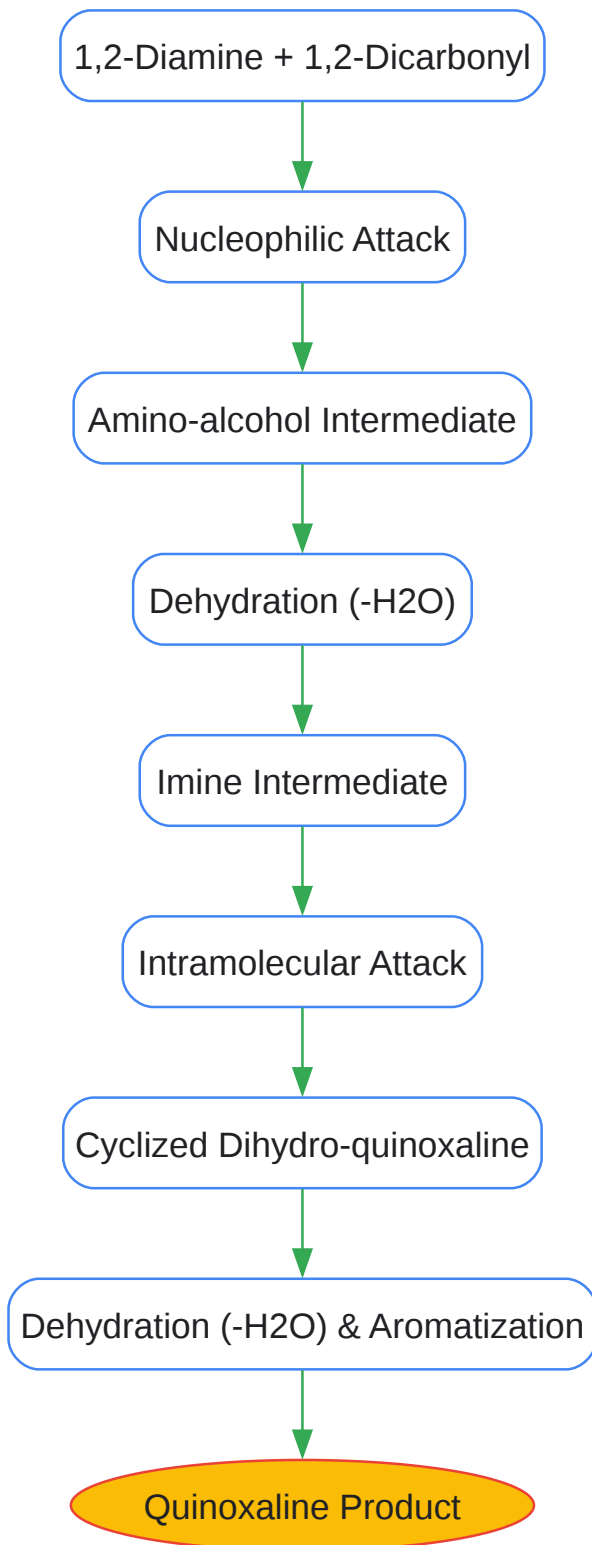 1,2-Diamine + 1,2-Dicarbonyl
Nucleophilic Attack
Amino-alcohol Intermediate
Dehydration (-H2O)
Imine Intermediate
Intramolecular Attack
Cyclized Dihydro-quinoxaline
Dehydration (-H2O) & Aromatization
Quinoxaline Product